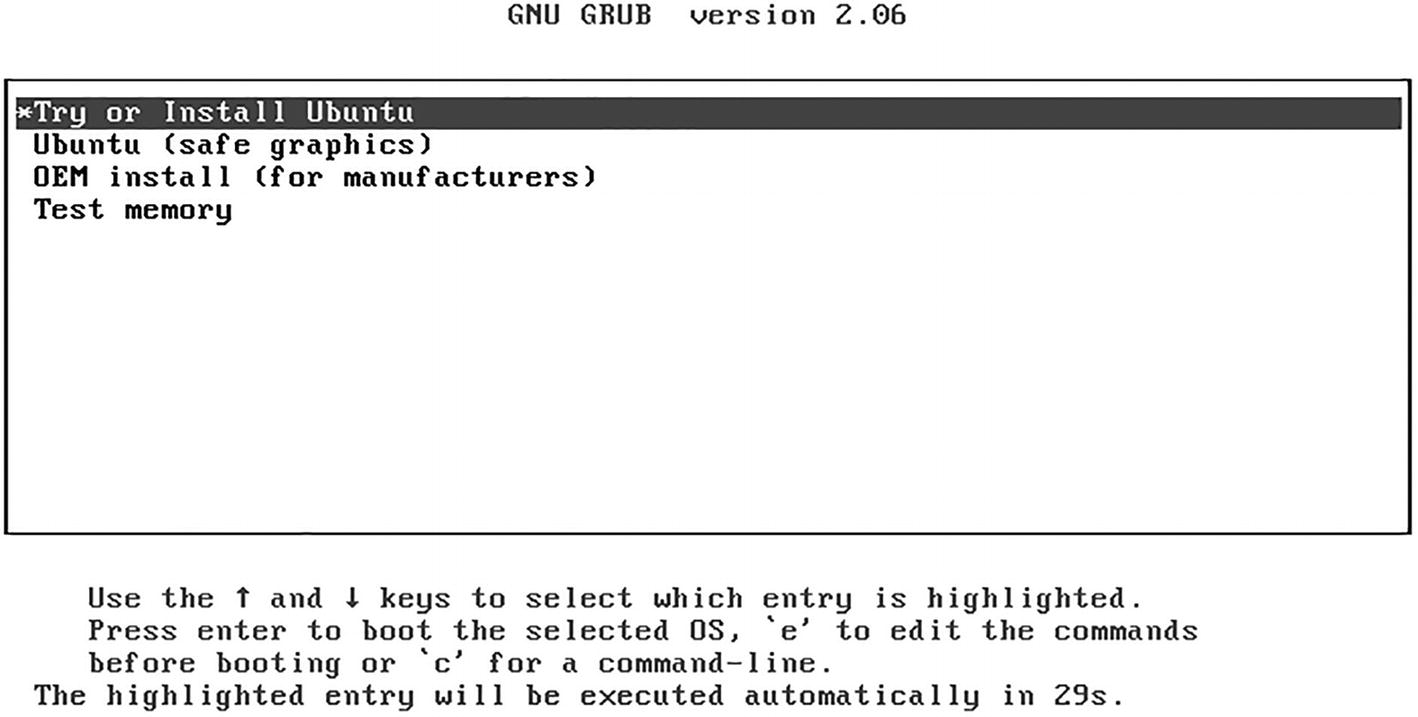 GNU GRUB  version 2.06
*Try or Install Ubuntu
Ubuntu (safe graphics)
OEM install (for manufacturers)
Test memory
Use the ↑ and ↓ keys to select which entry is highlighted.
Press enter to boot the selected OS, `e' to edit the commands
before booting or `c' for a command-line.
The highlighted entry will be executed automatically in 29s.